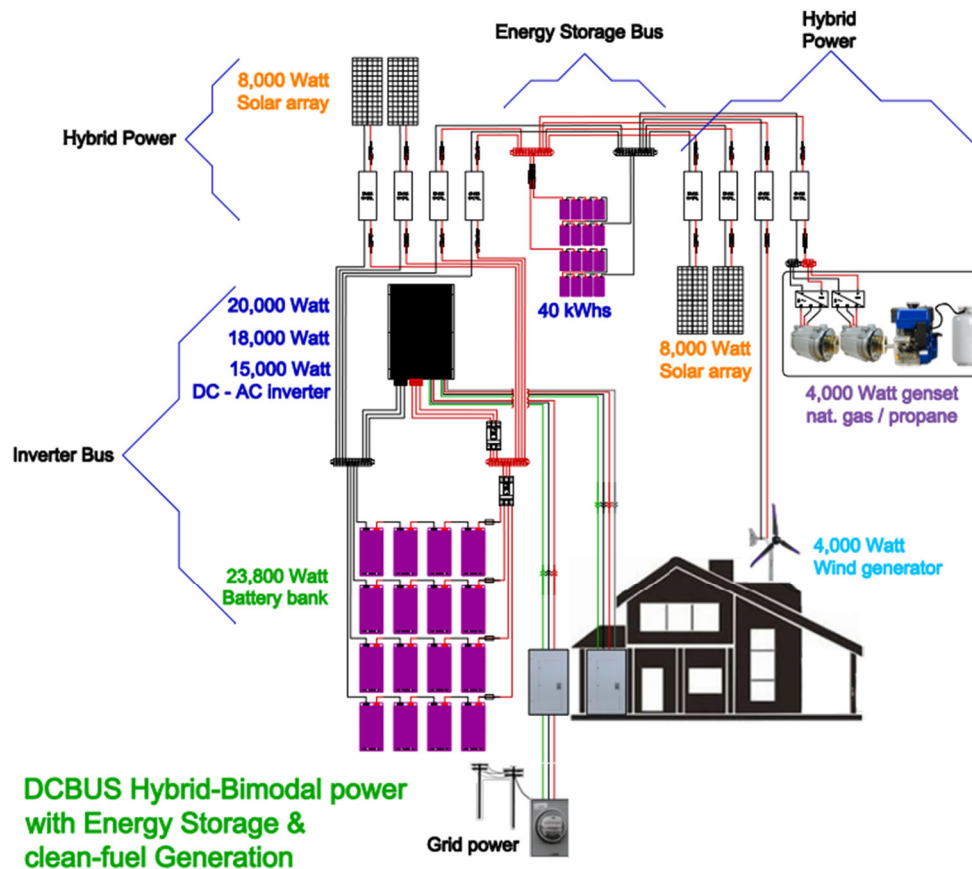 Energy Storage Bus
Hybrid
Power
8,000 Watt
Solar array
Hybrid Power
20,000 Watt
18,000 Watt
15,000 Watt
DC - AC inverter
40 kWhs
8,000 Watt
Solar array
4,000 Watt genset
nat. gas / propane
Inverter Bus
23,800 Watt
Battery bank
4,000 Watt
Wind generator
DCBUS Hybrid-Bimodal power
with Energy Storage &
clean-fuel Generation
Grid power